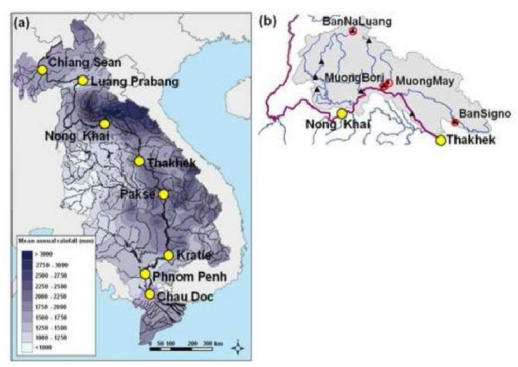 (a)
Chiang Sean
Luang Prabang
Nong Khai
Thakhek
Pakse
Kratie
Phnom Penh
Chau Doc
Mean annual rainfall (mm)
> 3000
2750 - 3000
2500 - 2750
2250 - 2500
2000 - 2250
1750 - 2000
1500 - 1750
1250 - 1500
1000 - 1250
<1000
0 50 100 200 300 km
(b)
BanNaLuang
MuongBori
MuongMay
BanSigno
Nong Khai
Thakhek